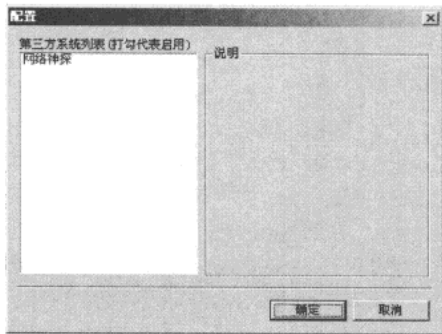 配置
第三方系统列表(打勾代表启用)
网络神探
说明
确定
取消